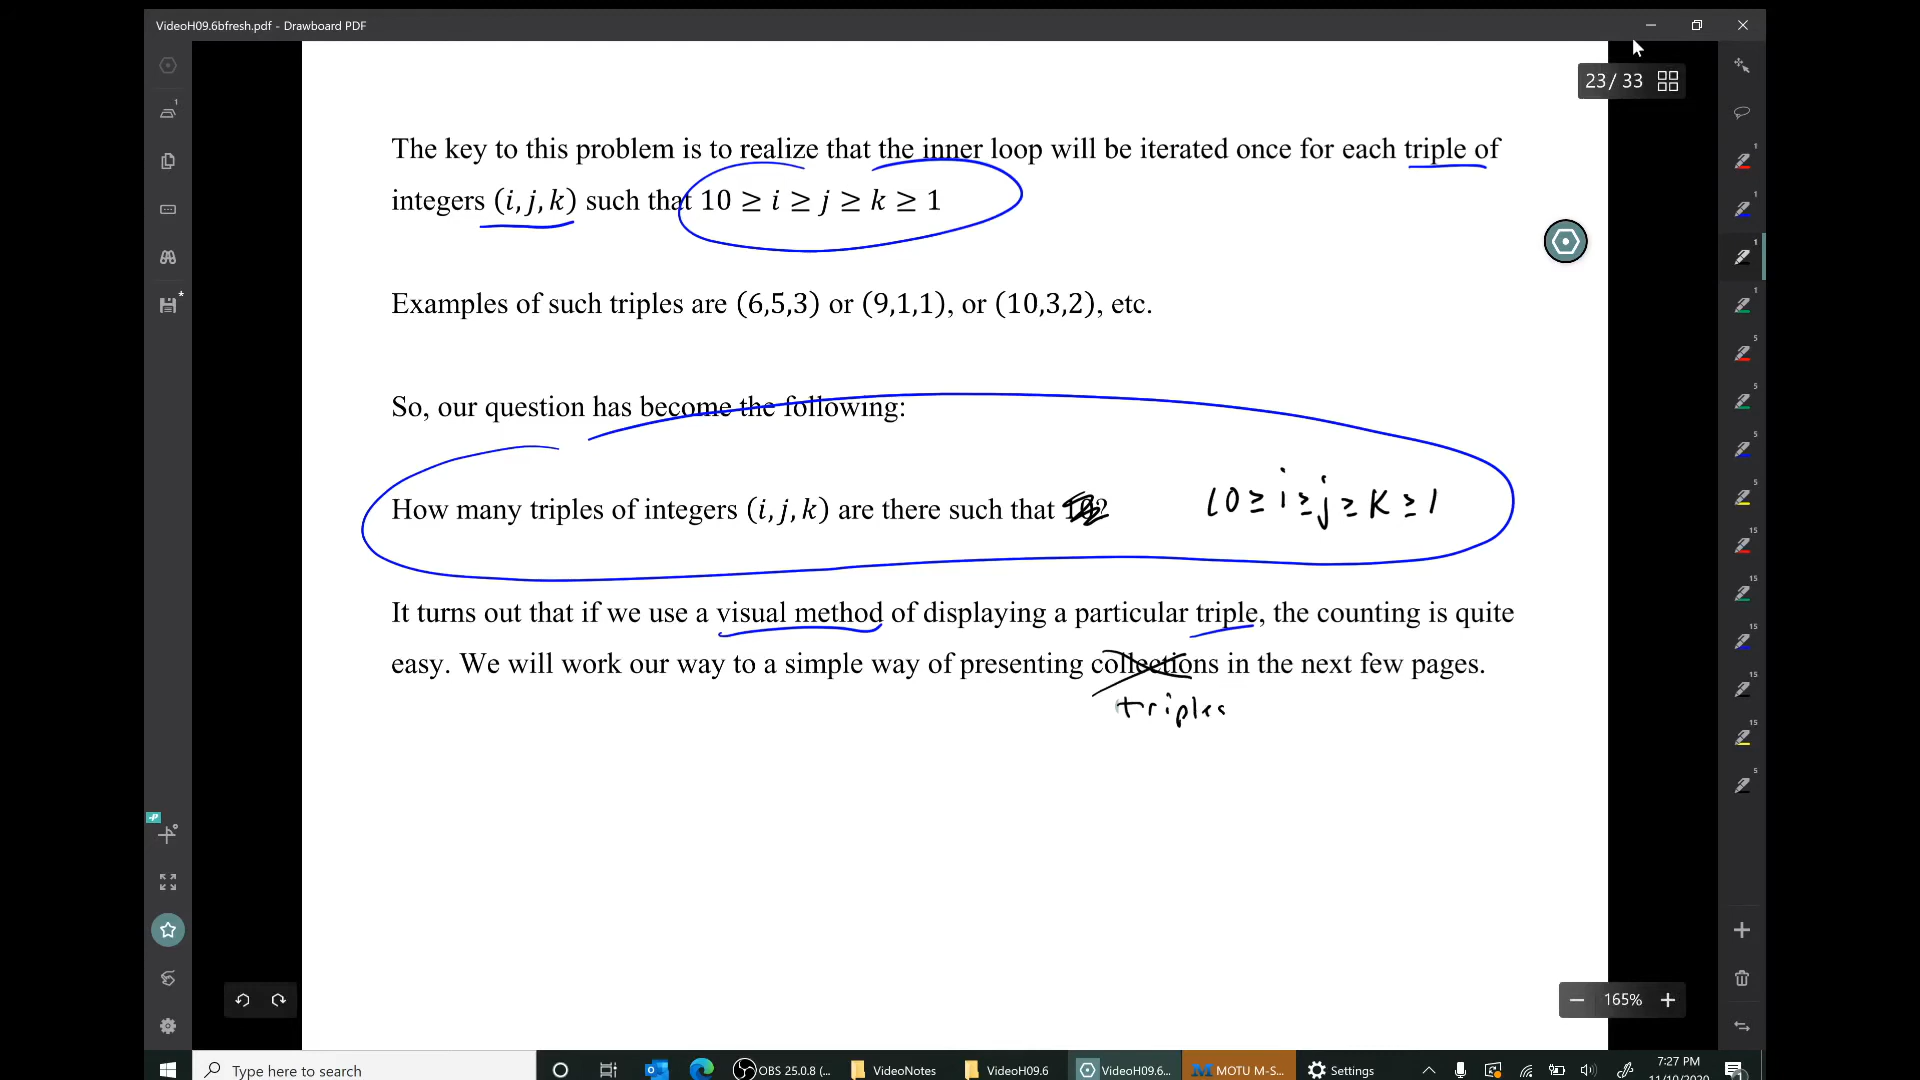 VideoH09.6bfresh.pdf - Drawboard PDF
23 / 33
The key to this problem is to realize that the inner loop will be iterated once for each triple of
integers (i, j, k) such that 10 ≥ i ≥ j ≥ k ≥ 1
Examples of such triples are (6,5,3) or (9,1,1), or (10,3,2), etc.
So, our question has become the following:
How many triples of integers (i, j, k) are there such that ? 10 ≥ i ≥ j ≥ k ≥ 1
It turns out that if we use a visual method of displaying a particular triple, the counting is quite
easy. We will work our way to a simple way of presenting collections in the next few pages.
triples
165%
Type here to search
OBS 25.0.8 (...
VideoNotes
VideoH09.6
VideoH09.6...
MOTU M-S...
Settings
7:27 PM
11/10/2020